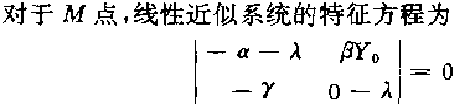 对于 M 点,线性近似系统的特征方程为
| − α − λ  βY₀ |
| − γ  0 − λ | = 0